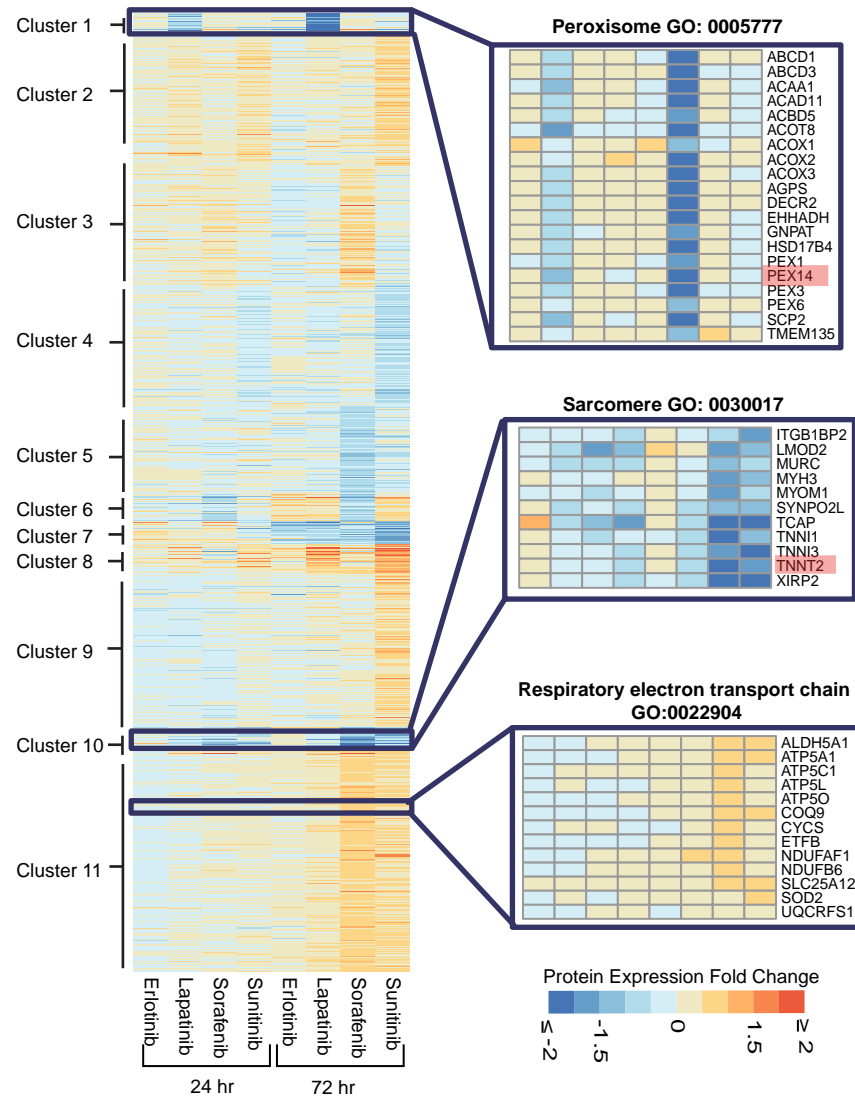 Cluster 1
Cluster 2
Cluster 3
Cluster 4
Cluster 5
Cluster 6
Cluster 7
Cluster 8
Cluster 9
Cluster 10
Cluster 11
Erlotinib
Lapatinib
Sorafenib
Sunitinib
Erlotinib
Lapatinib
Sorafenib
Sunitinib
24 hr
72 hr
Peroxisome GO: 0005777
ABCD1
ABCD3
ACAA1
ACAD11
ACBD5
ACOT8
ACOX1
ACOX2
ACOX3
AGPS
DECR2
EHHADH
GNPAT
HSD17B4
PEX1
PEX14
PEX3
PEX6
SCP2
TMEM135
Sarcomere GO: 0030017
ITGB1BP2
LMOD2
MURC
MYH3
MYOM1
SYNPO2L
TCAP
TNNI1
TNNI3
TNNT2
XIRP2
Respiratory electron transport chain
GO:0022904
ALDH5A1
ATP5A1
ATP5C1
ATP5L
ATP5O
COQ9
CYCS
ETFB
NDUFAF1
NDUFB6
SLC25A12
SOD2
UQCRFS1
Protein Expression Fold Change
≤ -2
-1.5
0
1.5
≥ 2